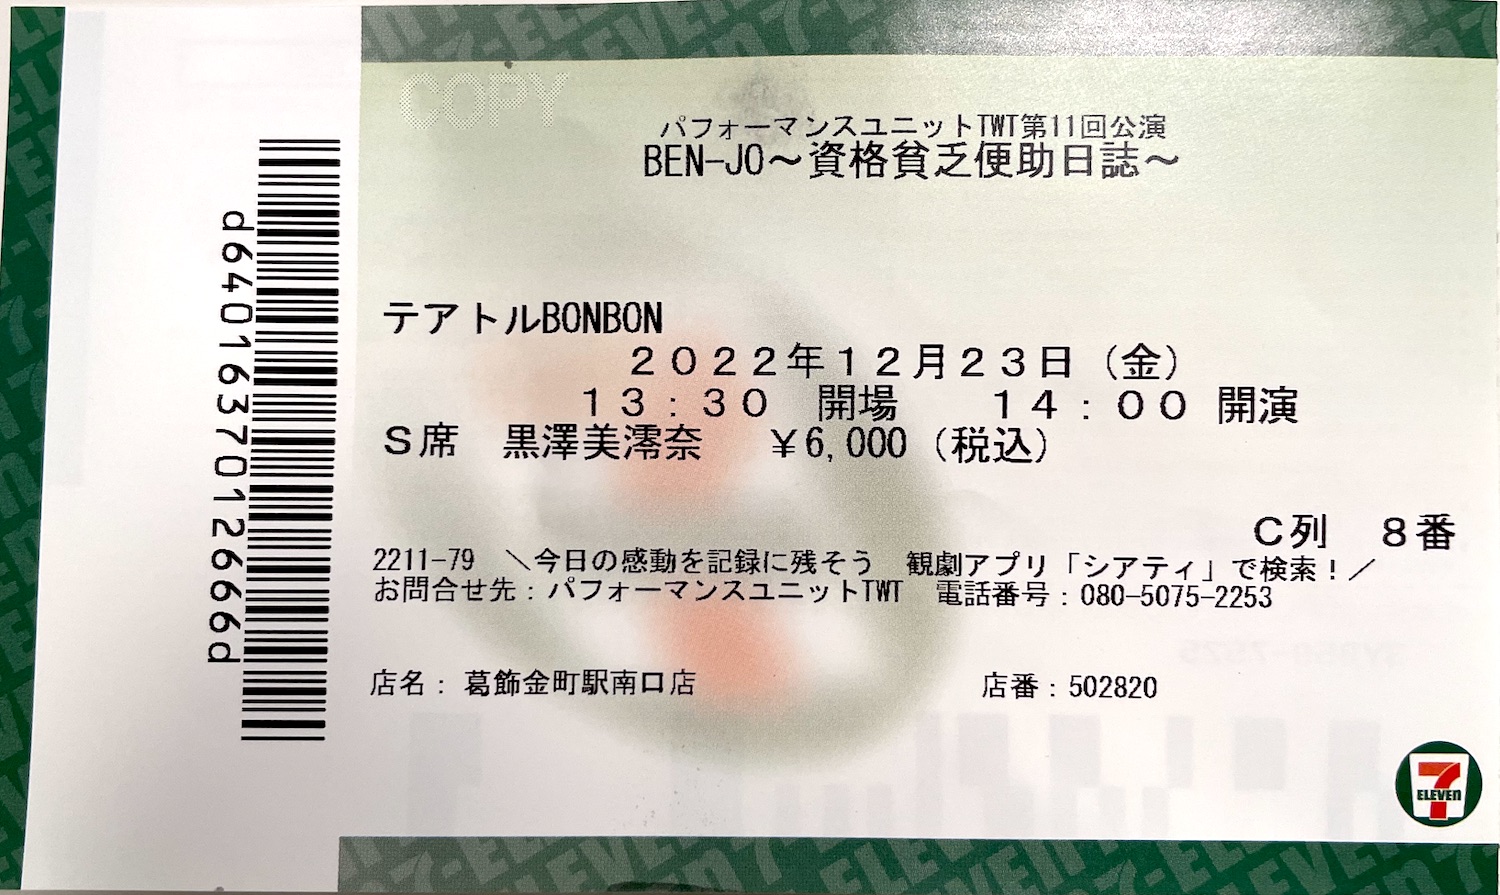 COPY
パフォーマンスユニットTWT第11回公演
BEN-JO～資格貧乏便助日誌～
テアトルBONBON
２０２２年１２月２３日（金）
１３：３０　開場　　１４：００　開演
Ｓ席　黒澤美澪奈　　￥6,000（税込）
Ｃ列　８番
2211-79　＼今日の感動を記録に残そう　観劇アプリ「シアティ」で検索！／
お問合せ先：パフォーマンスユニットTWT　電話番号：080-5075-2253
店名：葛飾金町駅南口店　　店番：502820
d6401637012666d
7
ELEVEN